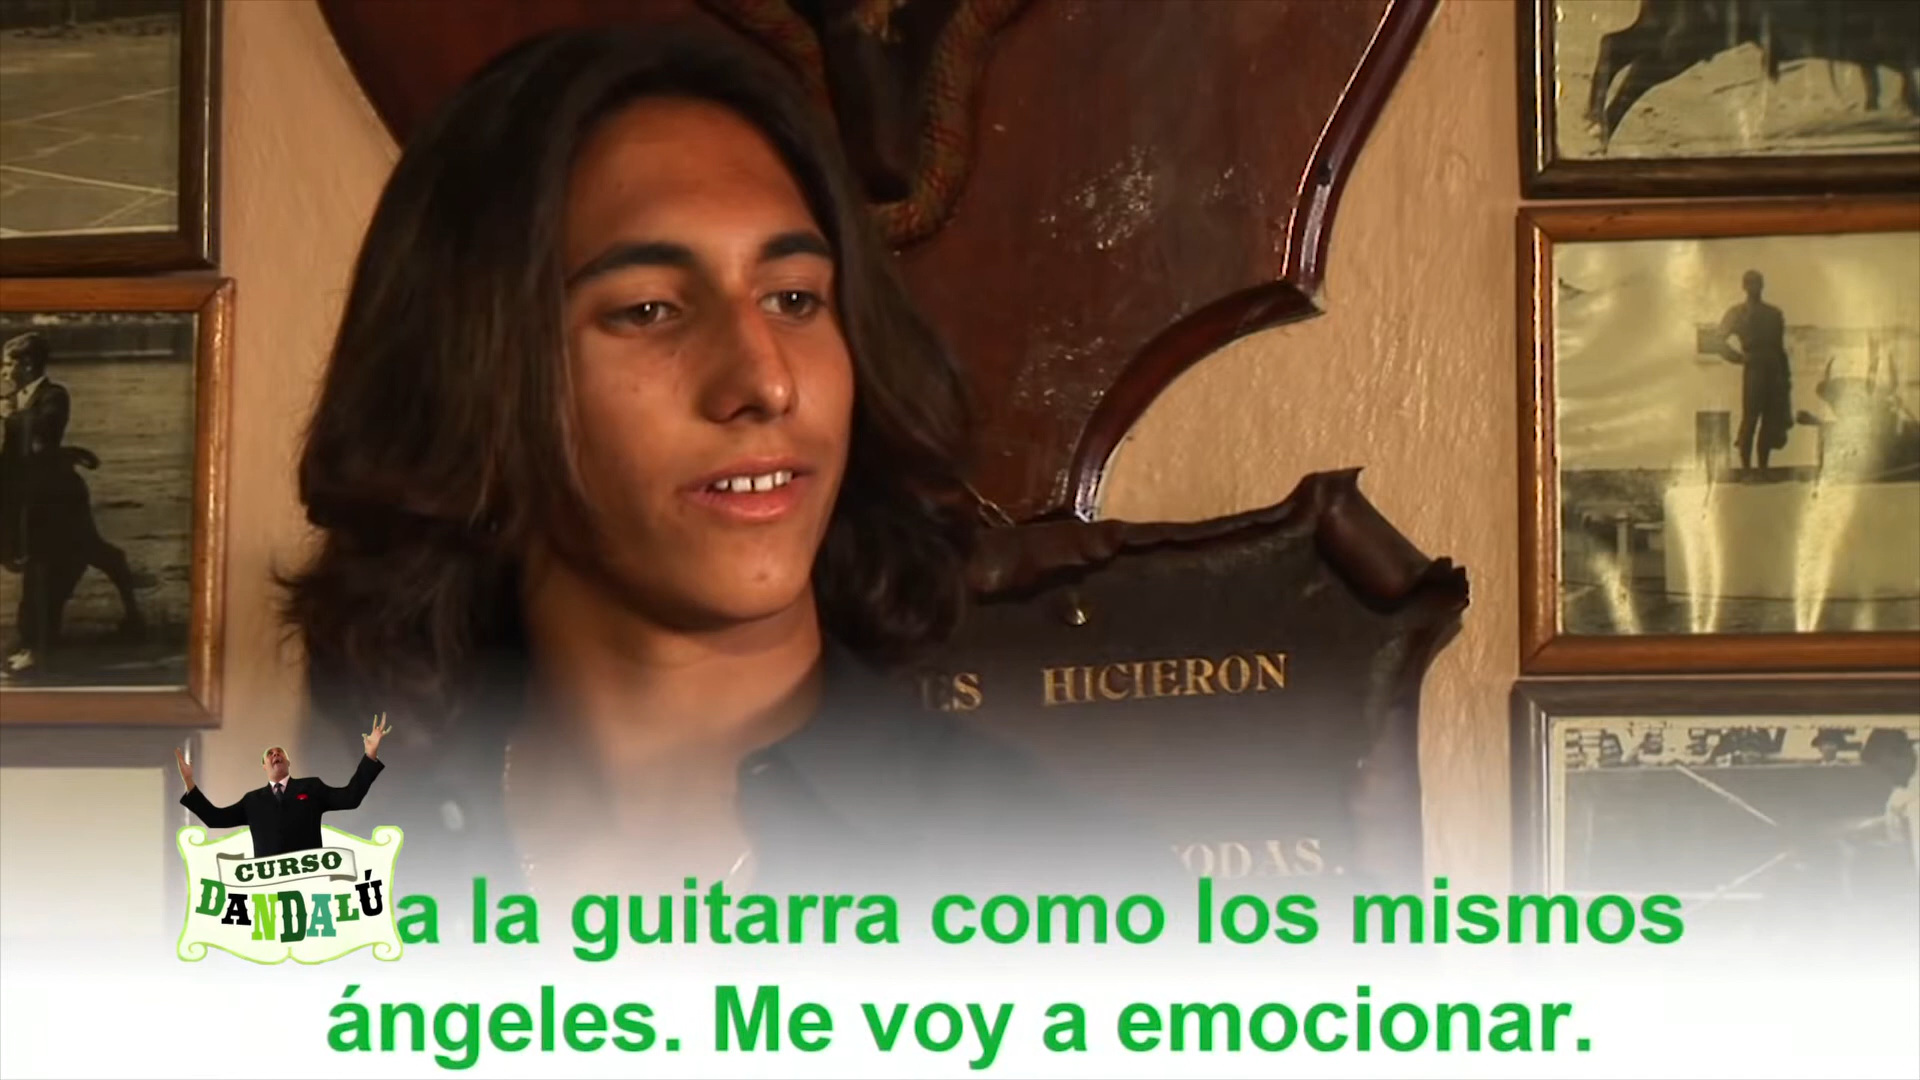 HICIERON
CURSO
DANDALÚ
a la guitarra como los mismos
ángeles. Me voy a emocionar.